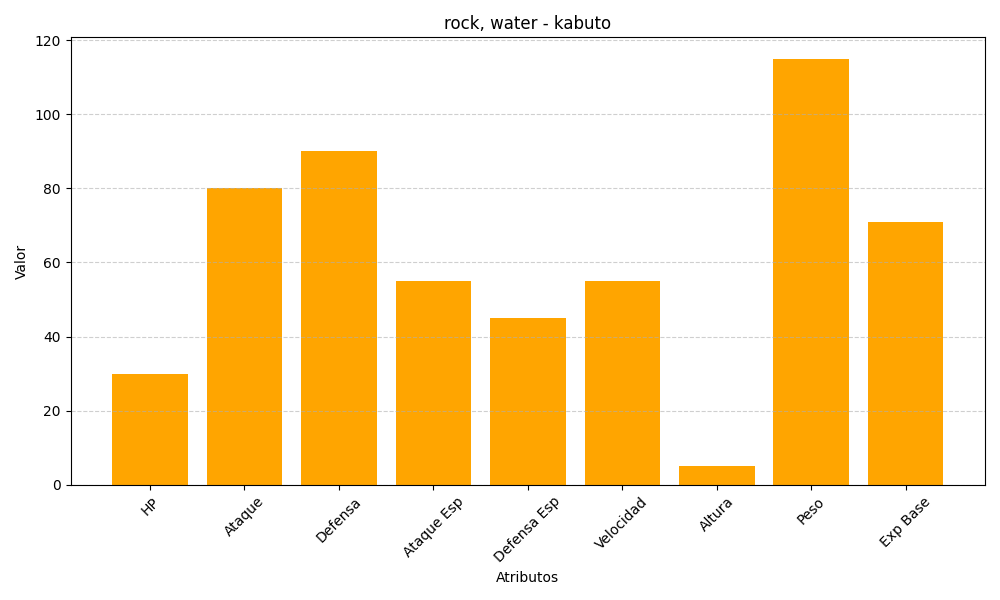 rock, water - kabuto
120
100
80
60
40
20
0
Valor
HP
Ataque
Defensa
Ataque Esp
Defensa Esp
Velocidad
Altura
Peso
Exp Base
Atributos